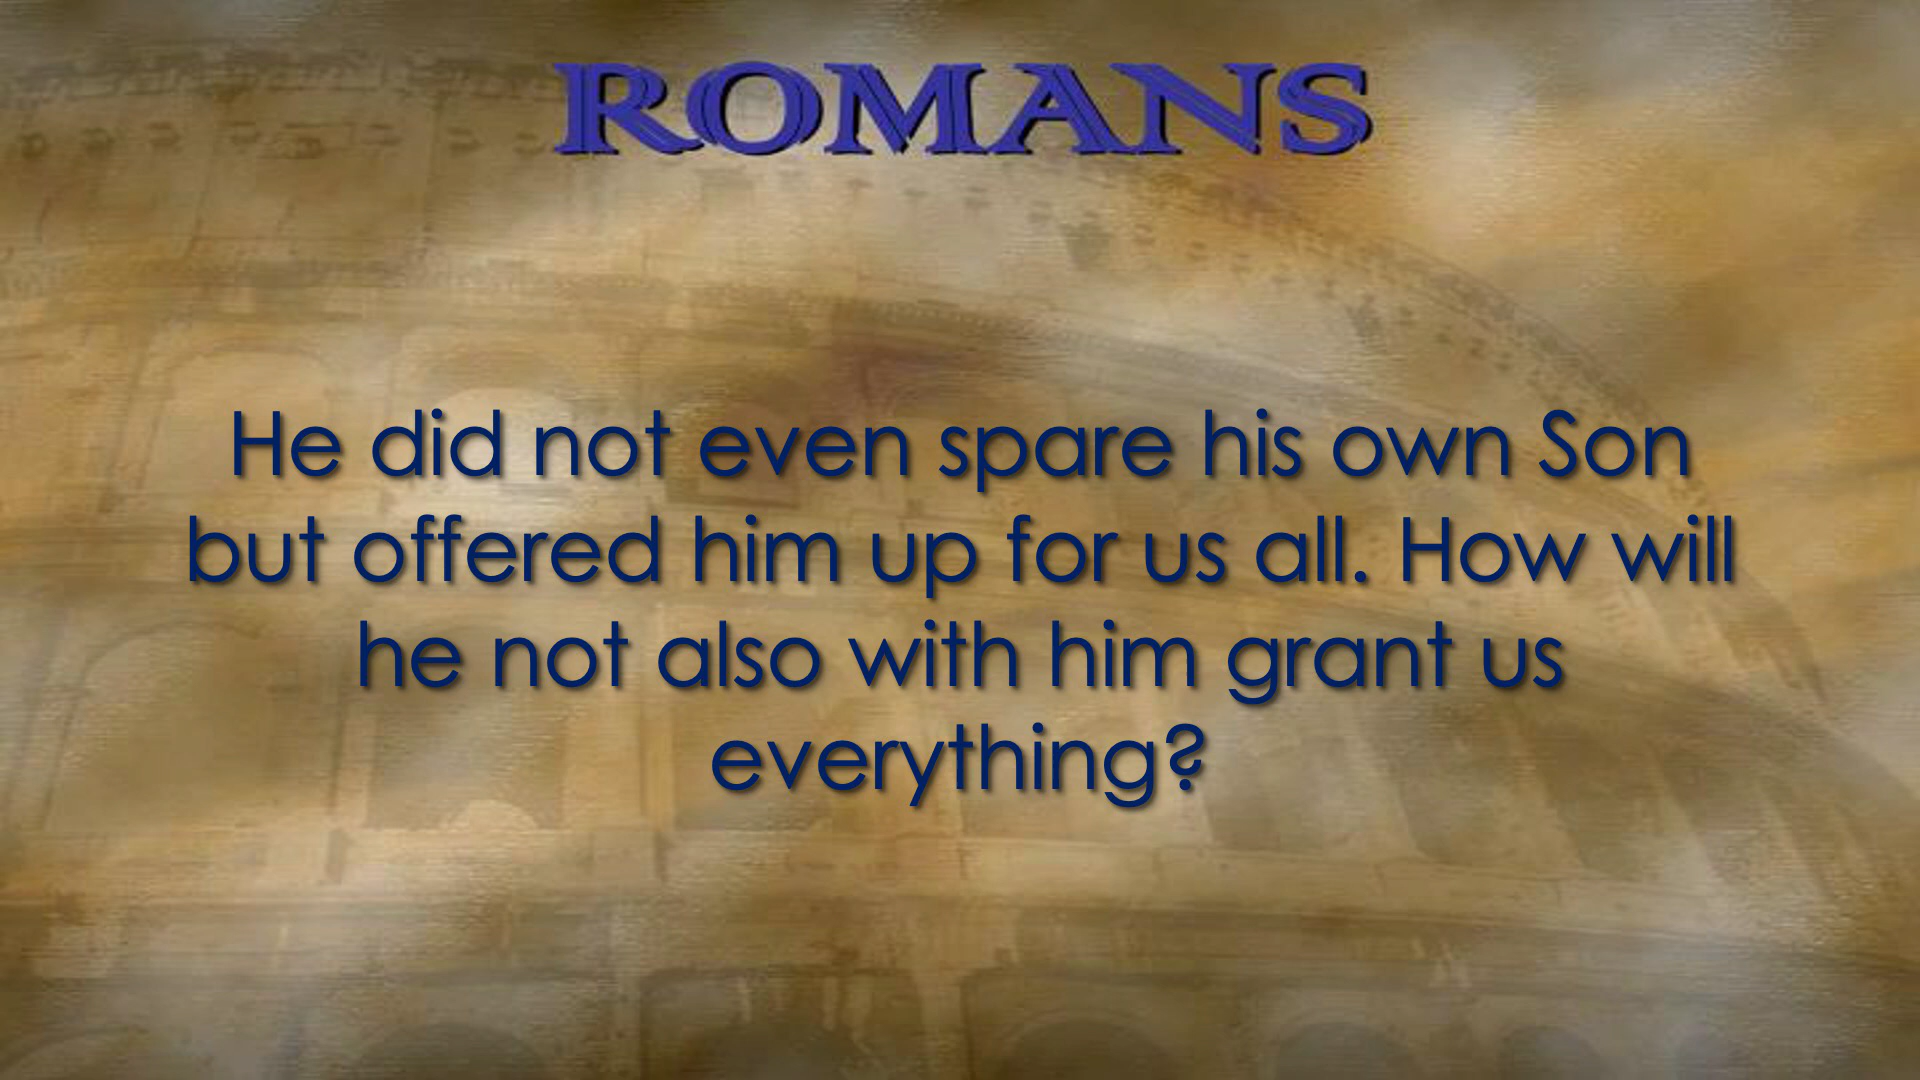 ROMANS
He did not even spare his own Son
but offered him up for us all. How will
he not also with him grant us
everything?